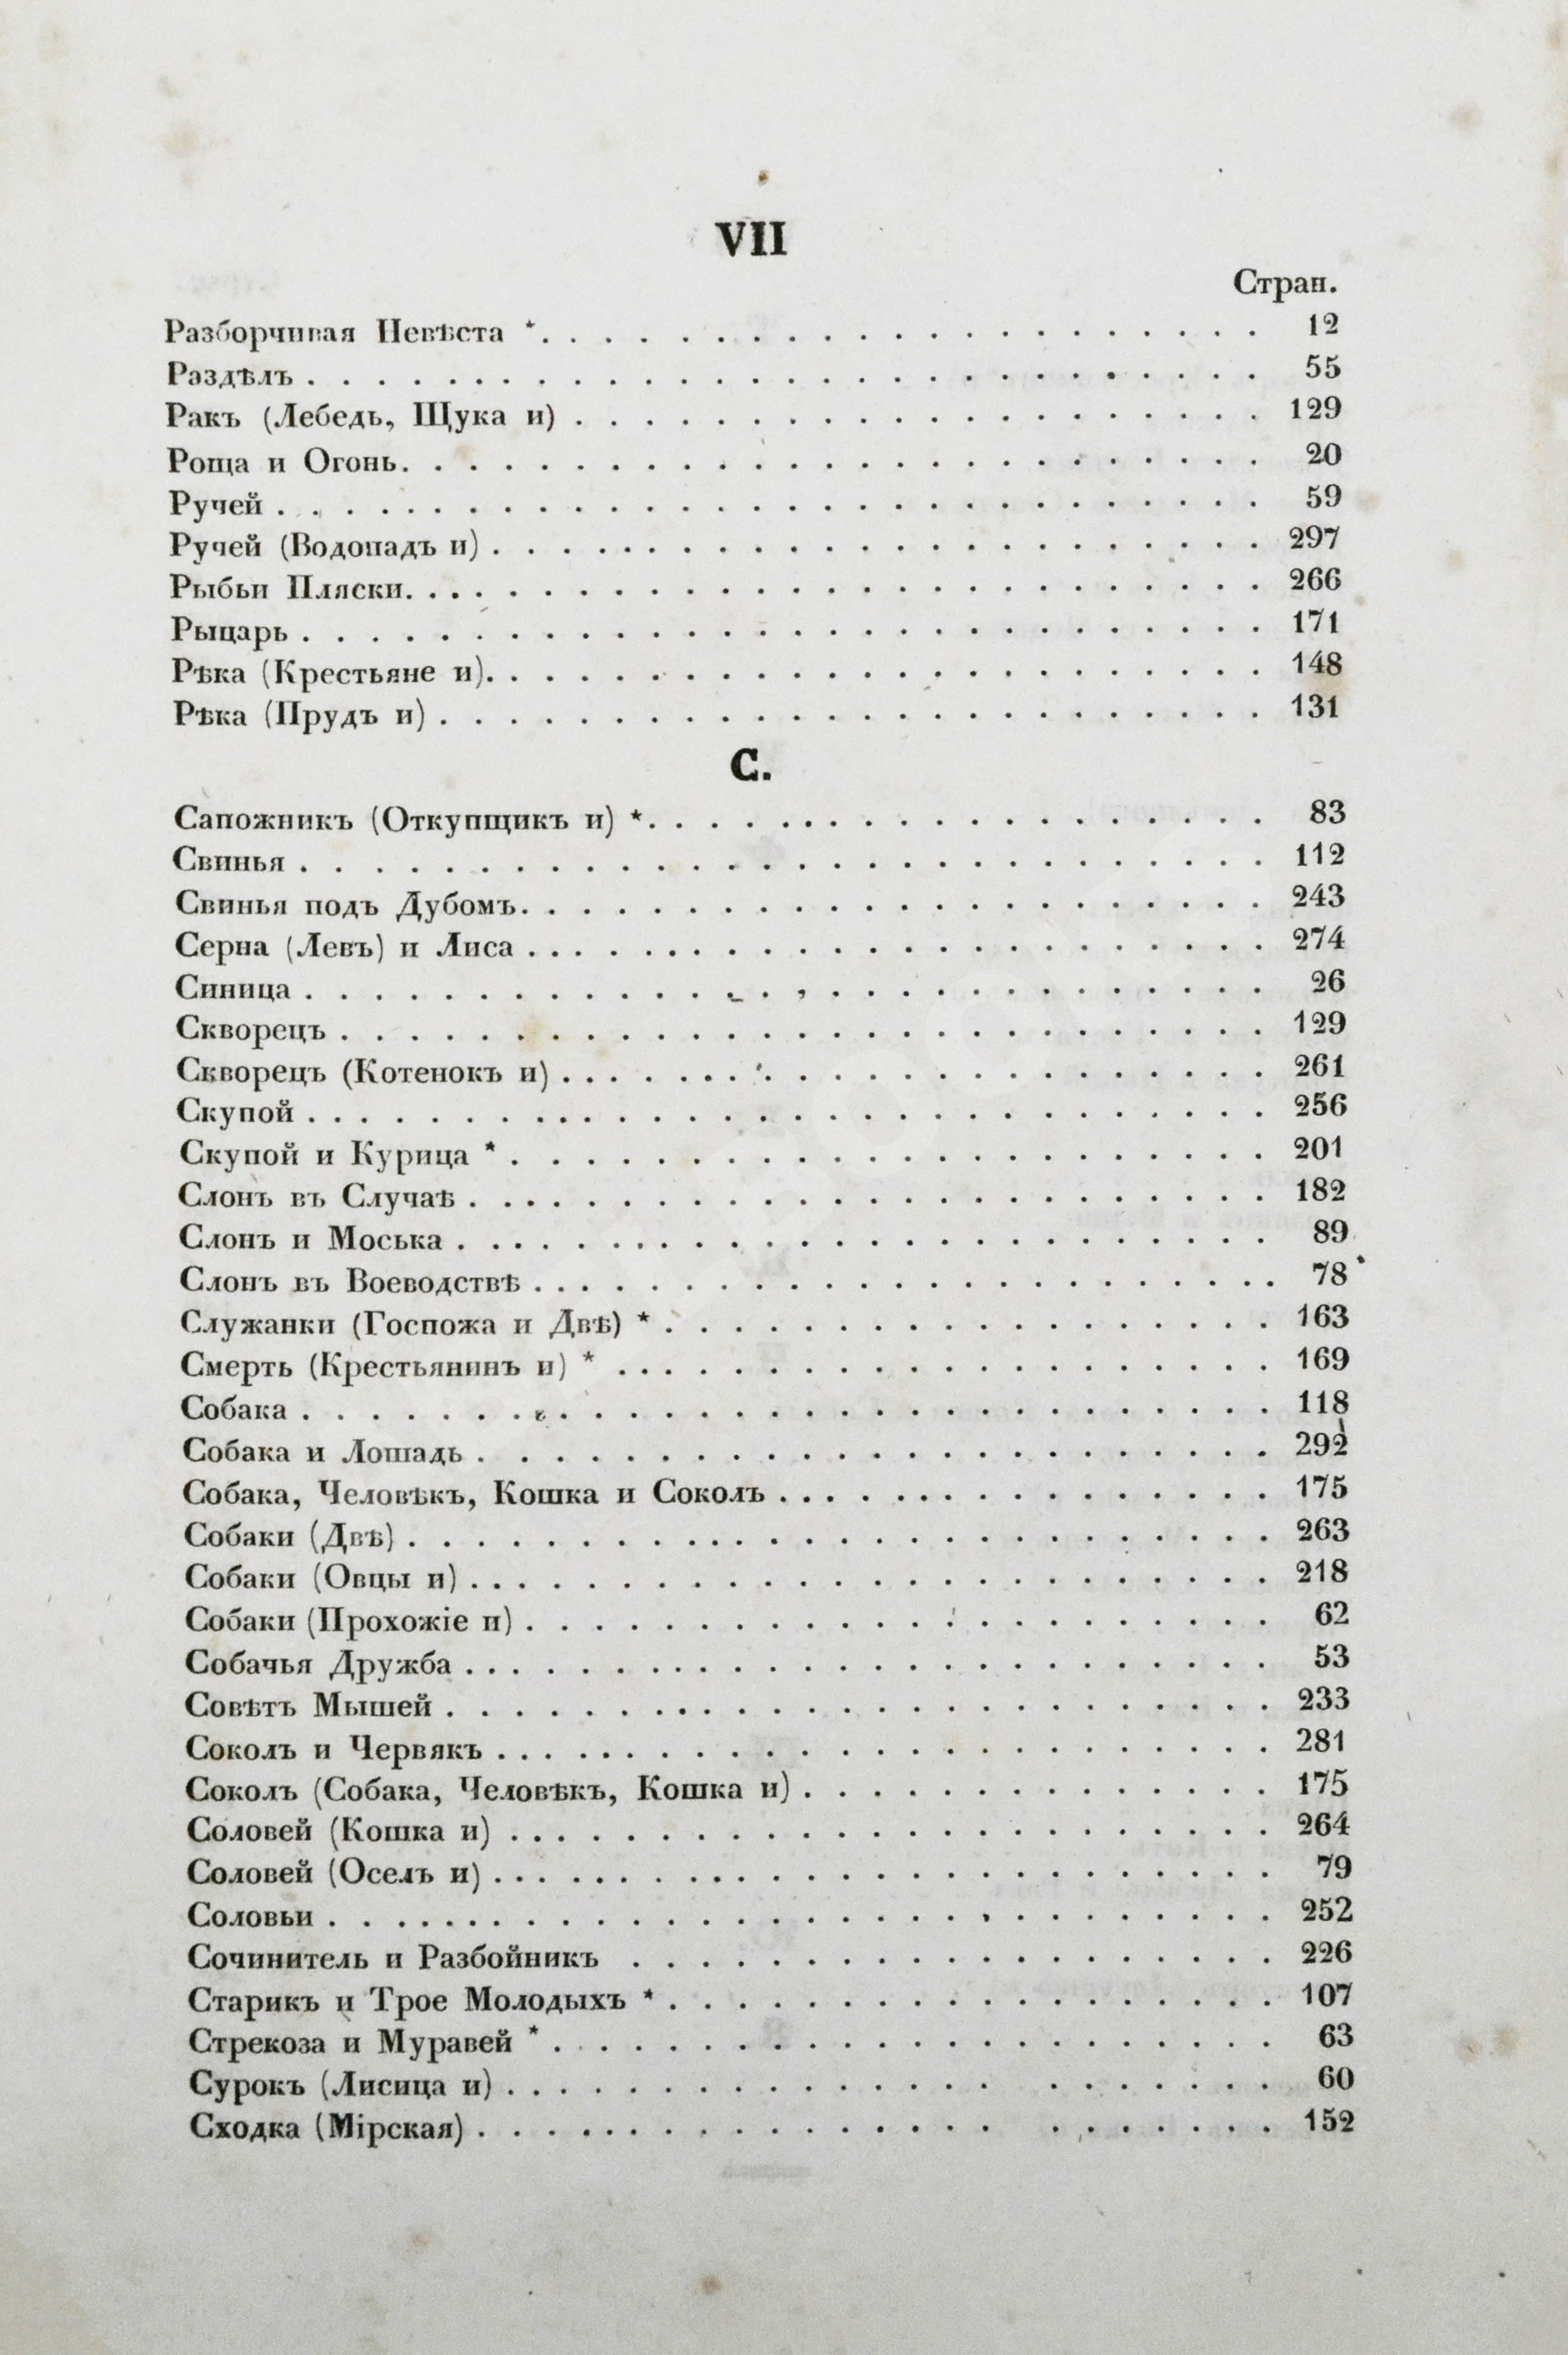 VII
Стран.
Разборчивая Невѣста * . . . . . . . . . . 12
Раздѣлъ . . . . . . . . . . 55
Ракъ (Лебедь, Щука и) . . . . . . . . . . 129
Роща и Огонь. . . . . . . . . . 20
Ручей . . . . . . . . . . 59
Ручей (Водопадъ и) . . . . . . . . . . 297
Рыбьи Пляски. . . . . . . . . . 266
Рыцарь . . . . . . . . . . 171
Рѣка (Крестьяне и). . . . . . . . . . 148
Рѣка (Прудъ и) . . . . . . . . . . 131
С.
Сапожникъ (Откупщикъ и) *. . . . . . . . . . 83
Свинья . . . . . . . . . . 112
Свинья подъ Дубомъ. . . . . . . . . . 243
Серна (Левъ) и Лиса . . . . . . . . . . 274
Синица . . . . . . . . . . 26
Скворецъ . . . . . . . . . . 129
Скворецъ (Котенокъ и) . . . . . . . . . . 261
Скупой . . . . . . . . . . 256
Скупой и Курица * . . . . . . . . . . 201
Слонъ въ Случаѣ . . . . . . . . . . 182
Слонъ и Моська . . . . . . . . . . 89
Слонъ въ Воеводствѣ . . . . . . . . . . 78
Служанки (Госпожа и Двѣ) * . . . . . . . . . . 163
Смерть (Крестьянинъ и) * . . . . . . . . . . 169
Собака . . . . . . . . . . 118
Собака и Лошадь . . . . . . . . . . 292
Собака, Человѣкъ, Кошка и Соколъ . . . . . . . . . . 175
Собаки (Двѣ) . . . . . . . . . . 263
Собаки (Овцы и) . . . . . . . . . . 218
Собаки (Прохожіе и) . . . . . . . . . . 62
Собачья Дружба . . . . . . . . . . 53
Совѣтъ Мышей . . . . . . . . . . 233
Соколъ и Червякъ . . . . . . . . . . 281
Соколъ (Собака, Человѣкъ, Кошка и) . . . . . . . . . . 175
Соловей (Кошка и) . . . . . . . . . . 264
Соловей (Оселъ и) . . . . . . . . . . 79
Соловьи . . . . . . . . . . 252
Сочинитель и Разбойникъ . . . . . . . . . . 226
Старикъ и Трое Молодыхъ * . . . . . . . . . . 107
Стрекоза и Муравей * . . . . . . . . . . 63
Сурокъ (Лисица и) . . . . . . . . . . 60
Сходка (Мірская) . . . . . . . . . . 152